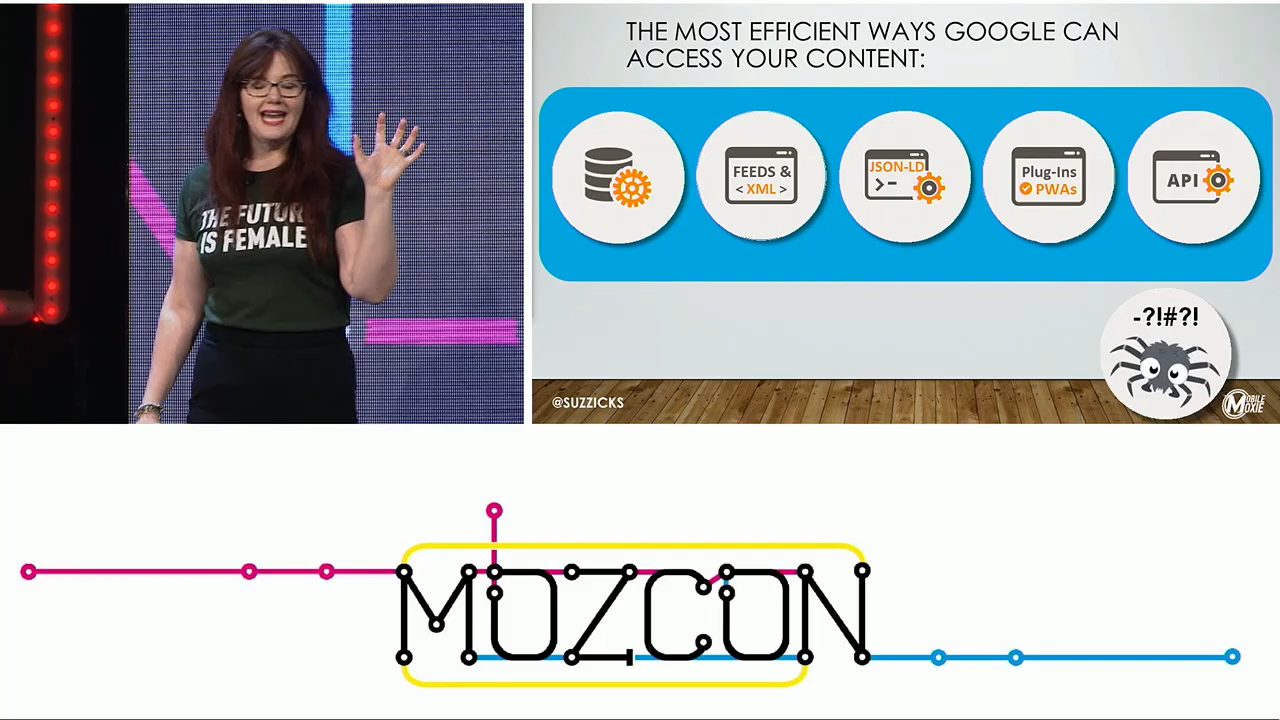 THE FUTUR
IS FEMALE
THE MOST EFFICIENT WAYS GOOGLE CAN
ACCESS YOUR CONTENT:
FEEDS &
< XML >
JSON-LD
>-
Plug-Ins
PWAs
API
-?!#?!
@SUZZICKS
MOBILE
MOXIE
MOZCON